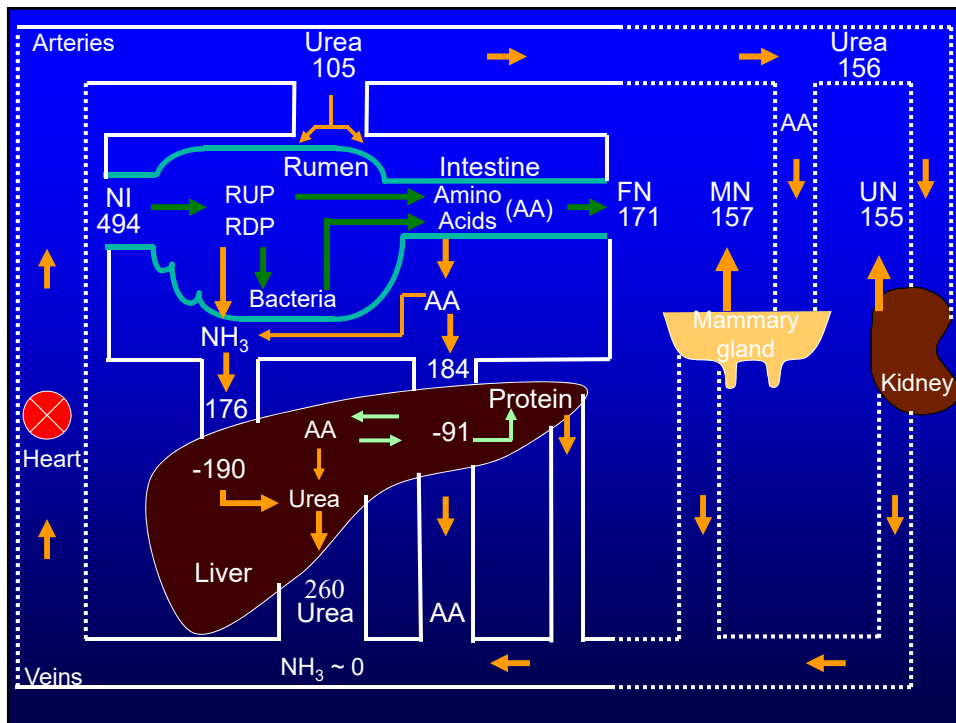 Arteries
Urea
105
Urea
156
AA
Rumen
Intestine
NI
494
RUP
RDP
Amino
Acids
(AA)
FN
171
MN
157
UN
155
Bacteria
AA
NH₃
Mammary
gland
Kidney
176
184
Protein
Heart
AA
-91
-190
Urea
Liver
260
Urea
AA
NH₃ ~ 0
Veins